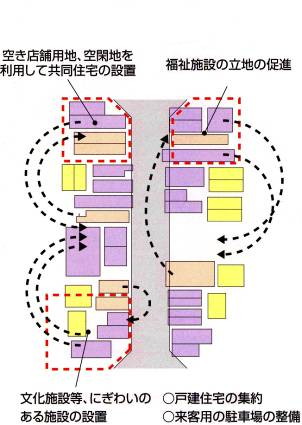 空き店舗用地、空閑地を
利用して共同住宅の設置
福祉施設の立地の促進
文化施設等、にぎわいの
ある施設の設置
○戸建住宅の集約
○来客用の駐車場の整備